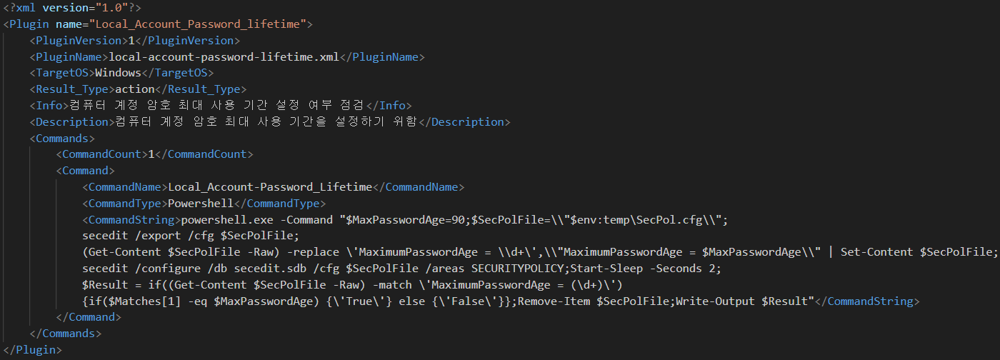 <?xml version="1.0"?>
<Plugin name="Local_Account_Password_lifetime">
<PluginVersion>1</PluginVersion>
<PluginName>local-account-password-lifetime.xml</PluginName>
<TargetOS>Windows</TargetOS>
<Result_Type>action</Result_Type>
<Info>컴퓨터 계정 암호 최대 사용 기간 설정 여부 점검</Info>
<Description>컴퓨터 계정 암호 최대 사용 기간을 설정하기 위함</Description>
<Commands>
<CommandCount>1</CommandCount>
<Command>
<CommandName>Local_Account-Password_Lifetime</CommandName>
<CommandType>Powershell</CommandType>
<CommandString>powershell.exe -Command "$MaxPasswordAge=90;$SecPolFile=\\"$env:temp\SecPol.cfg\\";
secedit /export /cfg $SecPolFile;
(Get-Content $SecPolFile -Raw) -replace \'MaximumPasswordAge = \\d+\',\\"MaximumPasswordAge = $MaxPasswordAge\\" | Set-Content $SecPolFile;
secedit /configure /db secedit.sdb /cfg $SecPolFile /areas SECURITYPOLICY;Start-Sleep -Seconds 2;
$Result = if((Get-Content $SecPolFile -Raw) -match \'MaximumPasswordAge = (\d+)\')
{if($Matches[1] -eq $MaxPasswordAge) {\'True\'} else {\'False\'}};Remove-Item $SecPolFile;Write-Output $Result"</CommandString>
</Command>
</Commands>
</Plugin>